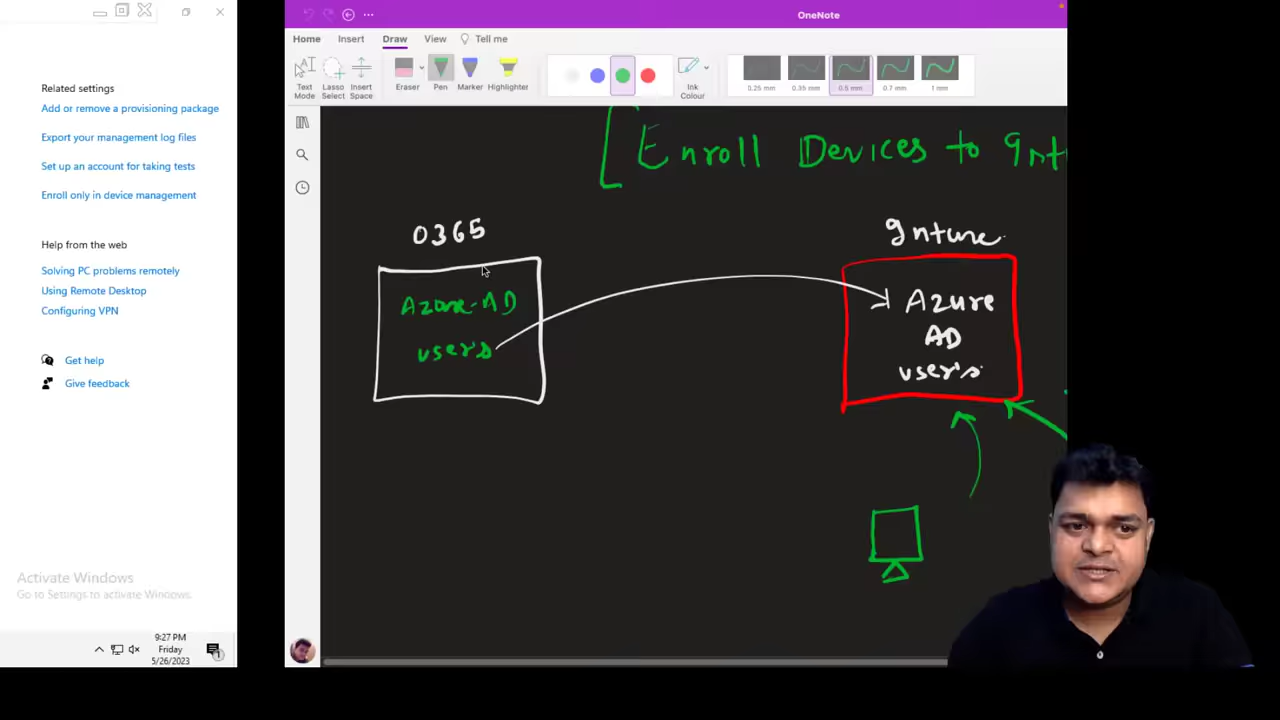 OneNote
Home Insert Draw View Tell me
Text Mode
Lasso Select
Insert Space
Eraser
Pen
Marker
Highlighter
Ink Colour
0.25 mm
0.35 mm
0.5 mm
0.7 mm
1 mm
Related settings
Add or remove a provisioning package
Export your management log files
Set up an account for taking tests
Enroll only in device management
Help from the web
Solving PC problems remotely
Using Remote Desktop
Configuring VPN
Get help
Give feedback
Activate Windows
Go to Settings to activate Windows.
9:27 PM
Friday
5/26/2023
1
Enroll Devices to Intu
O365
Azure-AD
users
Intune
Azure
AD
users